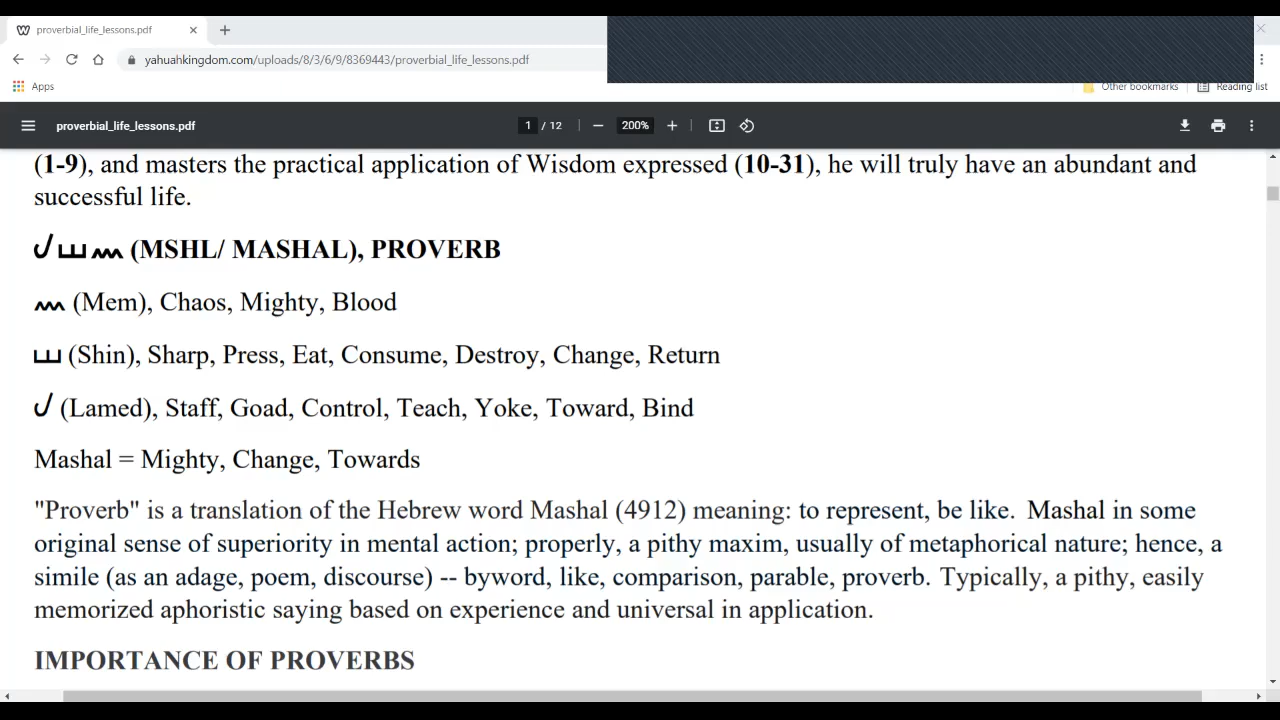 proverbial_life_lessons.pdf
yahuahkingdom.com/uploads/8/3/6/9/8369443/proverbial_life_lessons.pdf
Apps
Other bookmarks
Reading list
proverbial_life_lessons.pdf
1 / 12
200%
(1-9), and masters the practical application of Wisdom expressed (10-31), he will truly have an abundant and
successful life.
(MSHL/ MASHAL), PROVERB
(Mem), Chaos, Mighty, Blood
(Shin), Sharp, Press, Eat, Consume, Destroy, Change, Return
(Lamed), Staff, Goad, Control, Teach, Yoke, Toward, Bind
Mashal = Mighty, Change, Towards
"Proverb" is a translation of the Hebrew word Mashal (4912) meaning: to represent, be like. Mashal in some
original sense of superiority in mental action; properly, a pithy maxim, usually of metaphorical nature; hence, a
simile (as an adage, poem, discourse) -- byword, like, comparison, parable, proverb. Typically, a pithy, easily
memorized aphoristic saying based on experience and universal in application.
IMPORTANCE OF PROVERBS